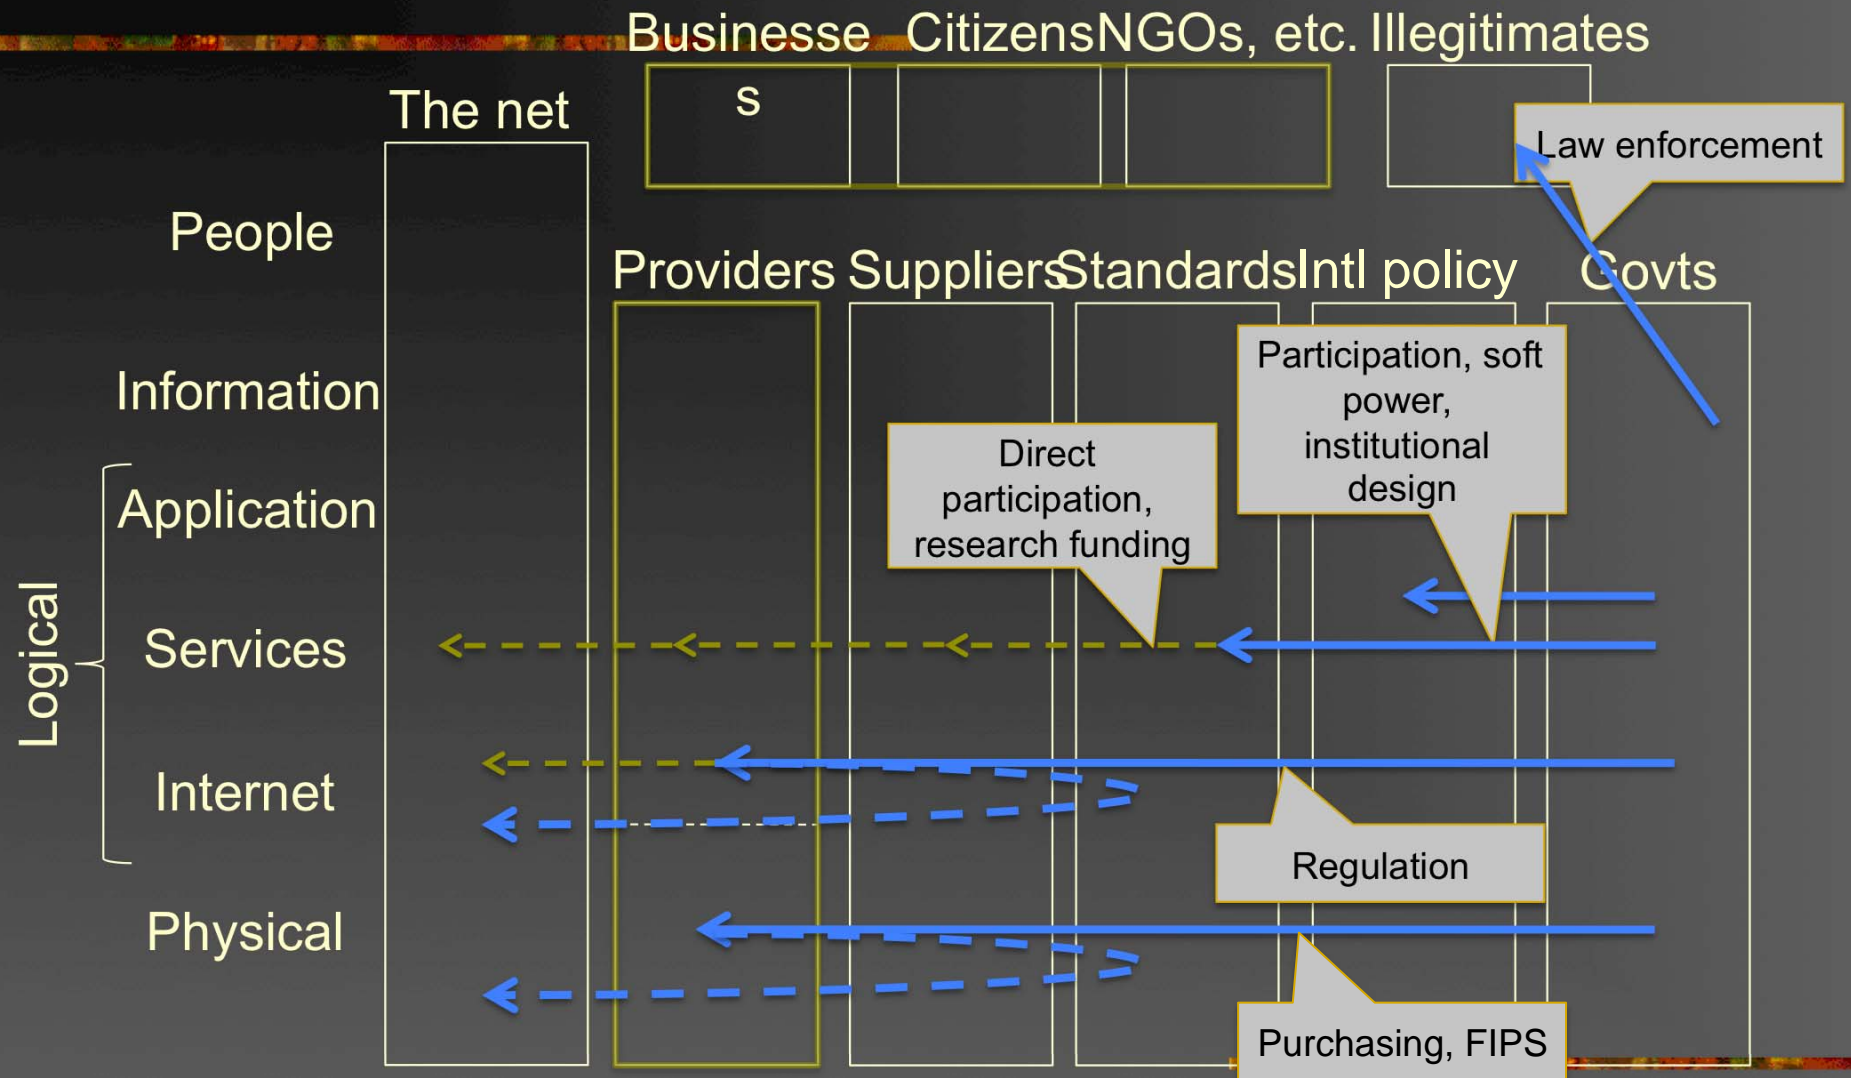 Businesse
s
Citizens
NGOs, etc.
Illegitimates
The net
Law enforcement
People
Providers
Suppliers
Standards
Intl policy
Govts
Information
Participation, soft
power,
institutional
design
Direct
participation,
research funding
Application
Logical
Services
Internet
Regulation
Physical
Purchasing, FIPS